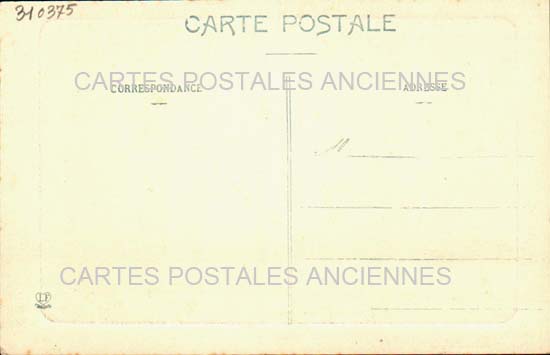 310375
CARTE POSTALE
CARTES POSTALES ANCIENNES
CORRESPONDANCE
ADRESSE
M
CARTES POSTALES ANCIENNES